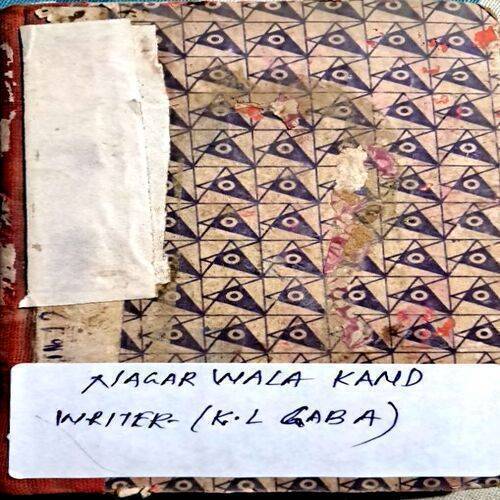 NAGAR WALA KAND
WRITER- (K.L GABA)